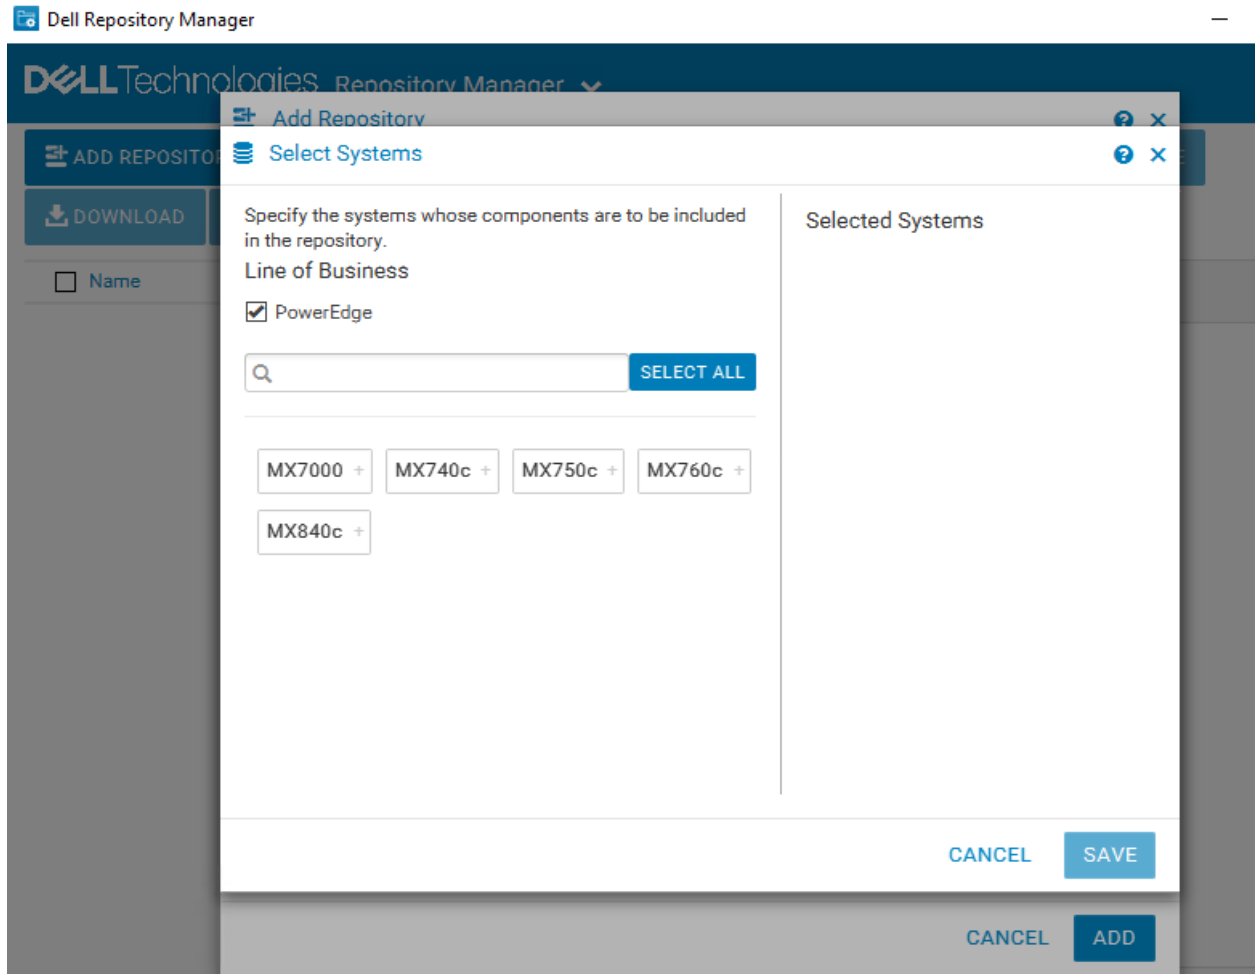 Dell Repository Manager
DELLTechnologies Repository Manager
Add Repository
ADD REPOSITOR
Select Systems
E
DOWNLOAD
Specify the systems whose components are to be included
in the repository.
Selected Systems
Line of Business
Name
PowerEdge
SELECT ALL
MX7000 + MX740c + MX750c + MX760c +
MX840c +
CANCEL SAVE
CANCEL ADD